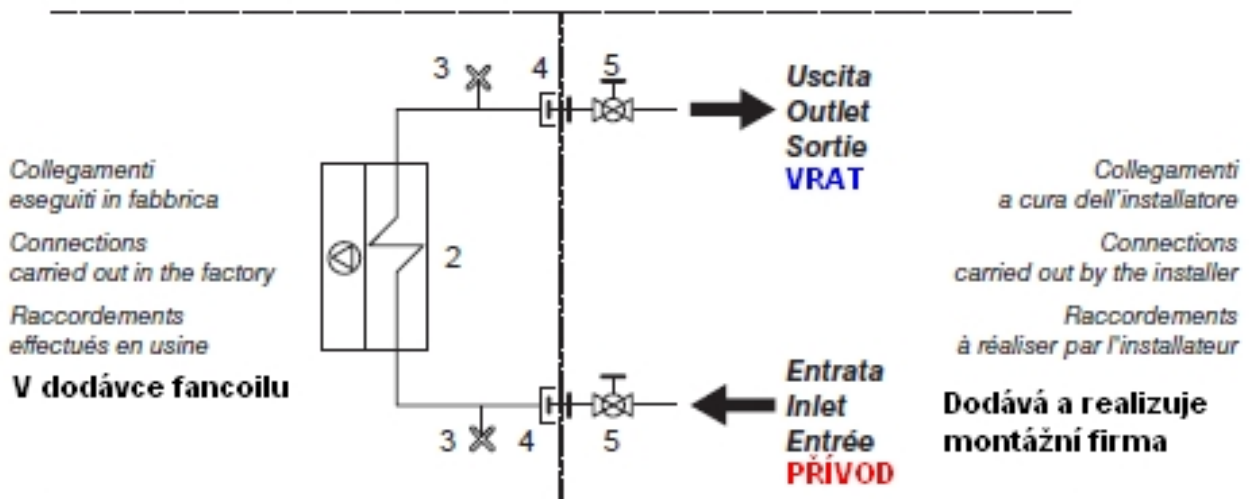 3
4
5
Uscita
Outlet
Sortie
VRAT
Collegamenti
eseguiti in fabbrica
Connections
carried out in the factory
Raccordements
effectués en usine
V dodávce fancoilu
2
Collegamenti
a cura dell'installatore
Connections
carried out by the installer
Raccordements
à réaliser par l'installateur
Dodává a realizuje
montážní firma
Entrata
Inlet
Entrée
PŘÍVOD
3
4
5